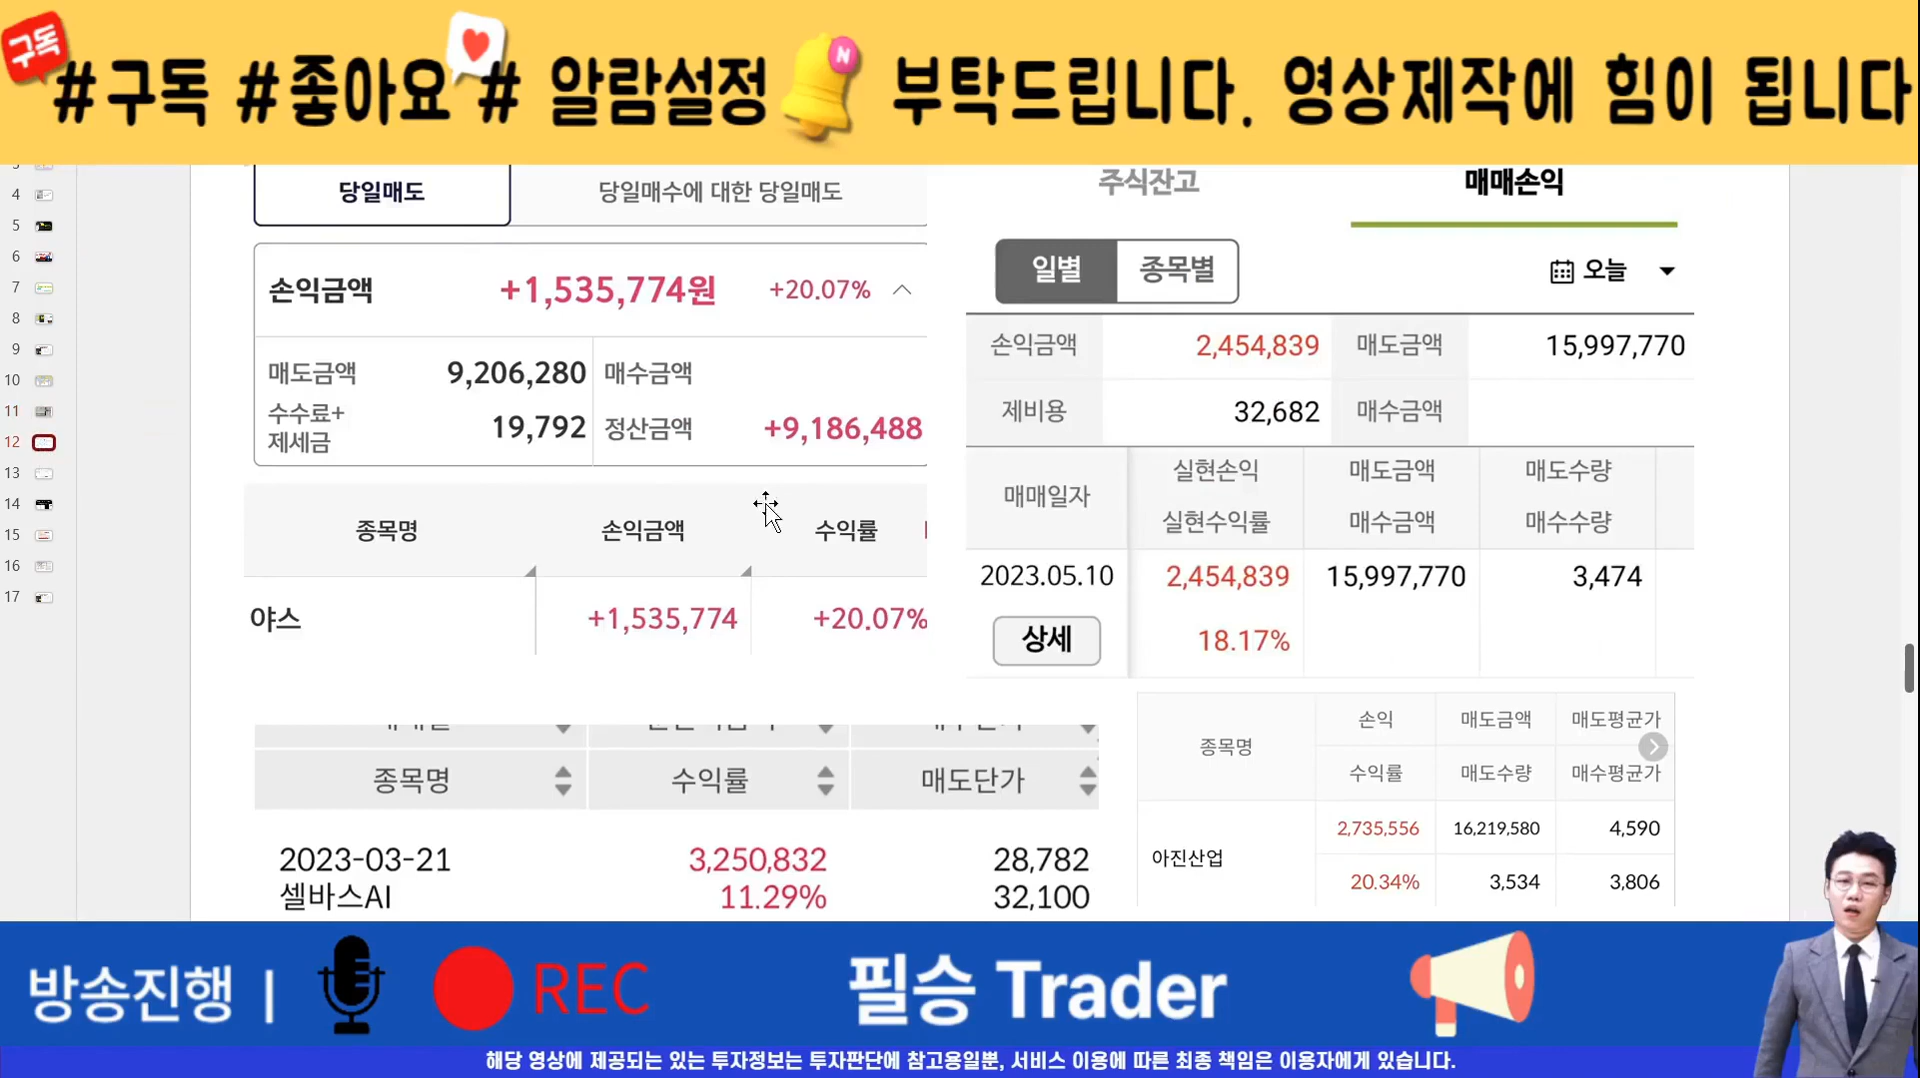 구독
#구독 #좋아요 # 알람설정 N 부탁드립니다. 영상제작에 힘이 됩니다
4
5
6
7
8
9
10
11
12
13
14
15
16
17
당일매도 당일매수에 대한 당일매도
손익금액 +1,535,774원 +20.07%
매도금액 9,206,280 매수금액
수수료+
제세금 19,792 정산금액 +9,186,488
종목명 손익금액 수익률
야스 +1,535,774 +20.07%
주식잔고 매매손익
일별 종목별 오늘
손익금액 2,454,839 매도금액 15,997,770
제비용 32,682 매수금액
매매일자 실현손익 매도금액 매도수량
실현수익률 매수금액 매수수량
2023.05.10 2,454,839 15,997,770 3,474
상세 18.17%
종목명 수익률 매도단가
2023-03-21 3,250,832 28,782
셀바스AI 11.29% 32,100
종목명 손익 매도금액 매도평균가
수익률 매도수량 매수평균가
아진산업 2,735,556 16,219,580 4,590
20.34% 3,534 3,806
방송진행 | REC 필승 Trader
해당 영상에 제공되는 있는 투자정보는 투자판단에 참고용일뿐, 서비스 이용에 따른 최종 책임은 이용자에게 있습니다.